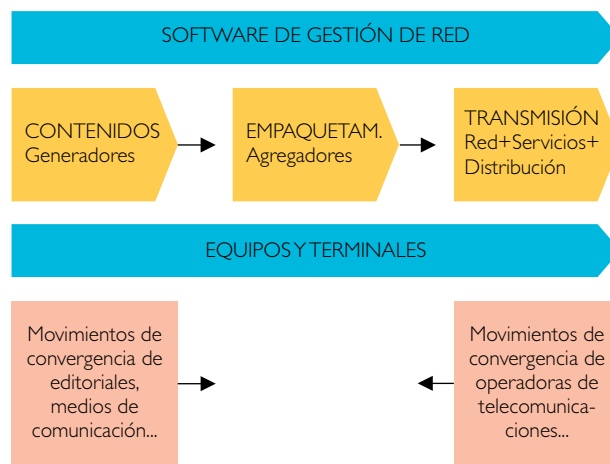 SOFTWARE DE GESTIÓN DE RED
CONTENIDOS
Generadores
EMPAQUETAM.
Agregadores
TRANSMISIÓN
Red+Servicios+
Distribución
EQUIPOS Y TERMINALES
Movimientos de
convergencia de
editoriales,
medios de
comunicación...
Movimientos de
convergencia de
operadoras de
telecomunica-
ciones...